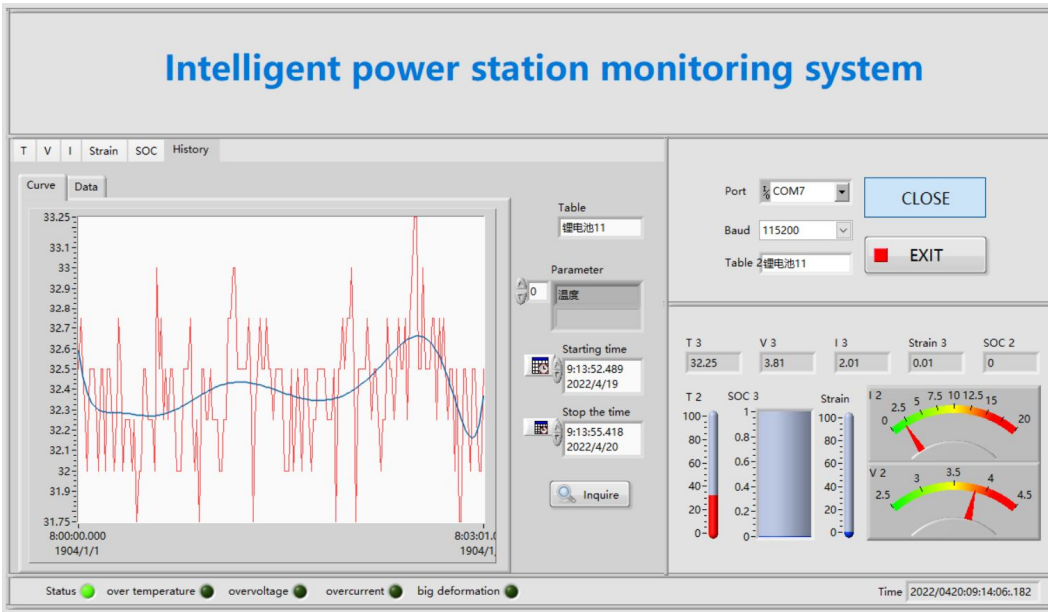 Intelligent power station monitoring system
T V I Strain SOC History
Curve Data
33.25
33.1
33
32.9
32.8
32.7
32.6
32.5
32.4
32.3
32.2
32.1
32
31.9
31.75
8:00:00.000
1904/1/1
8:03:01.
1904/1
Table
锂电池11
Parameter
0
温度
Starting time
9:13:52.489
2022/4/19
Stop the time
9:13:55.418
2022/4/20
Inquire
Port COM7
CLOSE
Baud 115200
Table 2 锂电池11
EXIT
T 3 V 3 I 3 Strain 3 SOC 2
32.25 3.81 2.01 0.01 0
T 2
100
80
60
40
20
0
SOC 3
1
0.8
0.6
0.4
0.2
0
Strain
100
80
60
40
20
0
I 2
0 2.5 5 7.5 10 12.5 15 20
V 2
2.5 3 3.5 4 4.5
Status over temperature overvoltage overcurrent big deformation
Time 2022/0420:09:14:06:.182